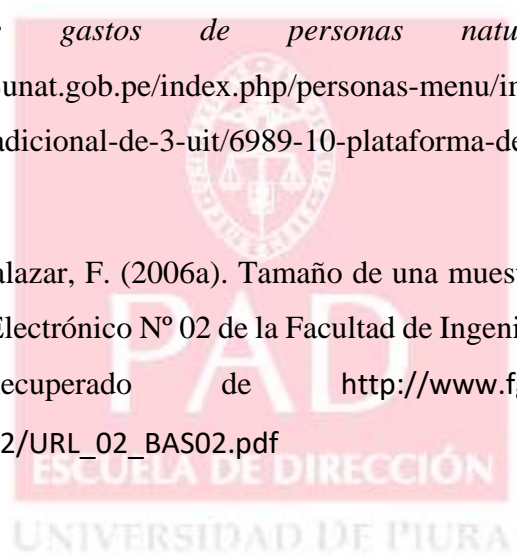 gastos de personas natu
unat.gob.pe/index.php/personas-menu/in
adicional-de-3-uit/6989-10-plataforma-de
alazar, F. (2006a). Tamaño de una mues
Electrónico Nº 02 de la Facultad de Ingeni
ecuperado de http://www.f
2/URL_02_BAS02.pdf
PAD
ESCUELA DE DIRECCIÓN
UNIVERSIDAD DE PIURA